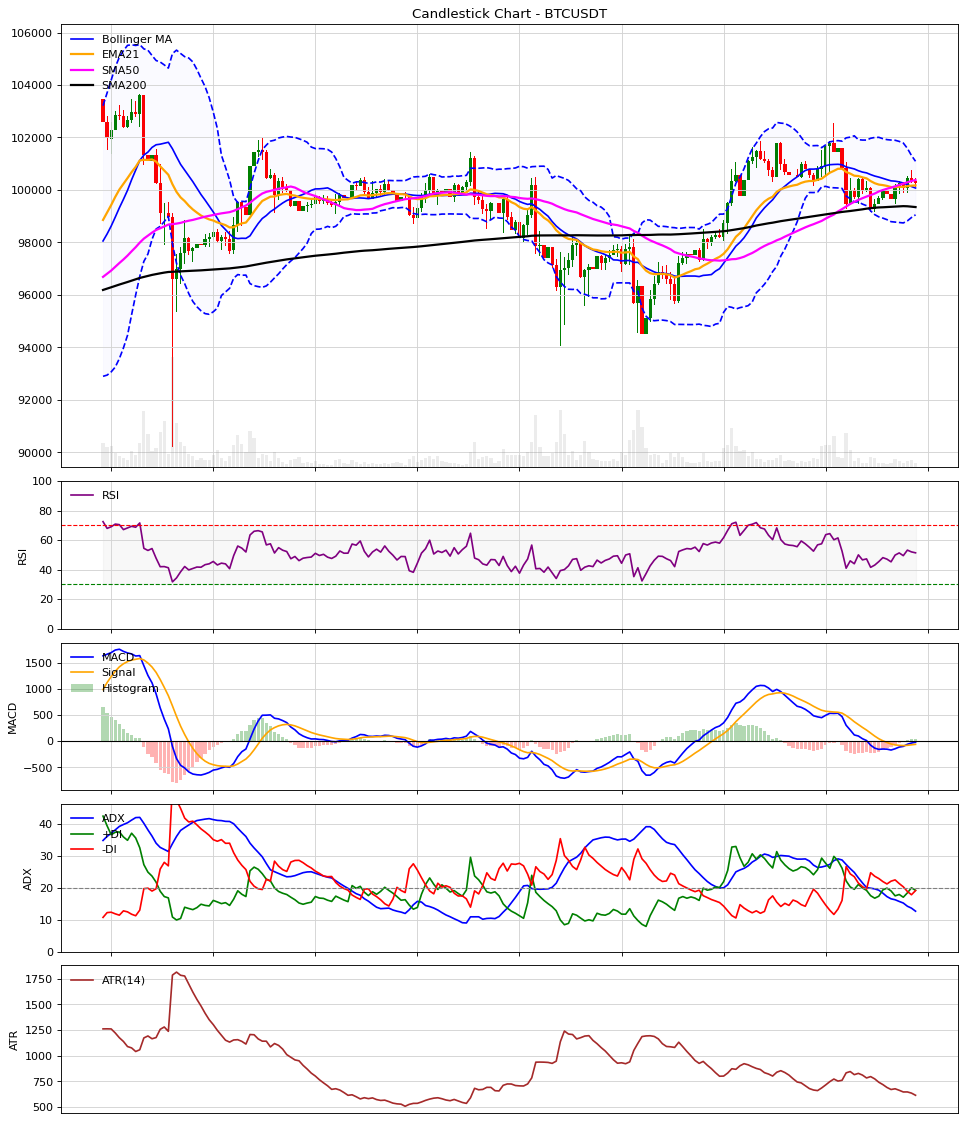 Candlestick Chart - BTCUSDT
106000
104000
102000
100000
98000
96000
94000
92000
90000
Bollinger MA
EMA21
SMA50
SMA200
100
80
60
40
20
0
RSI
RSI
1500
1000
500
0
−500
MACD
MACD
Signal
Histogram
40
30
20
10
0
ADX
ADX
+DI
-DI
1750
1500
1250
1000
750
500
ATR
ATR(14)